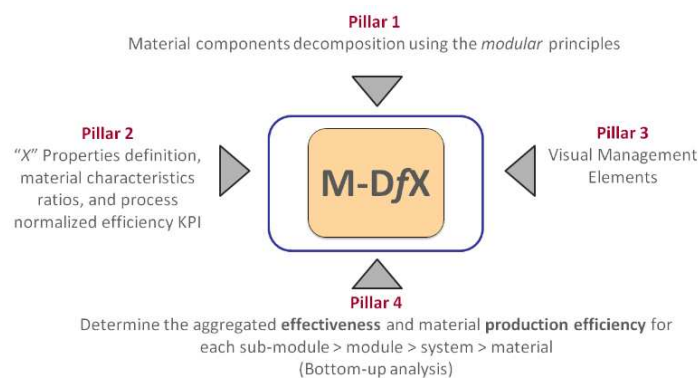 Pillar 1
Material components decomposition using the modular principles
Pillar 2
“X” Properties definition,
material characteristics
ratios, and process
normalized efficiency KPI
M-DfX
Pillar 3
Visual Management
Elements
Pillar 4
Determine the aggregated effectiveness and material production efficiency for
each sub-module > module > system > material
(Bottom-up analysis)